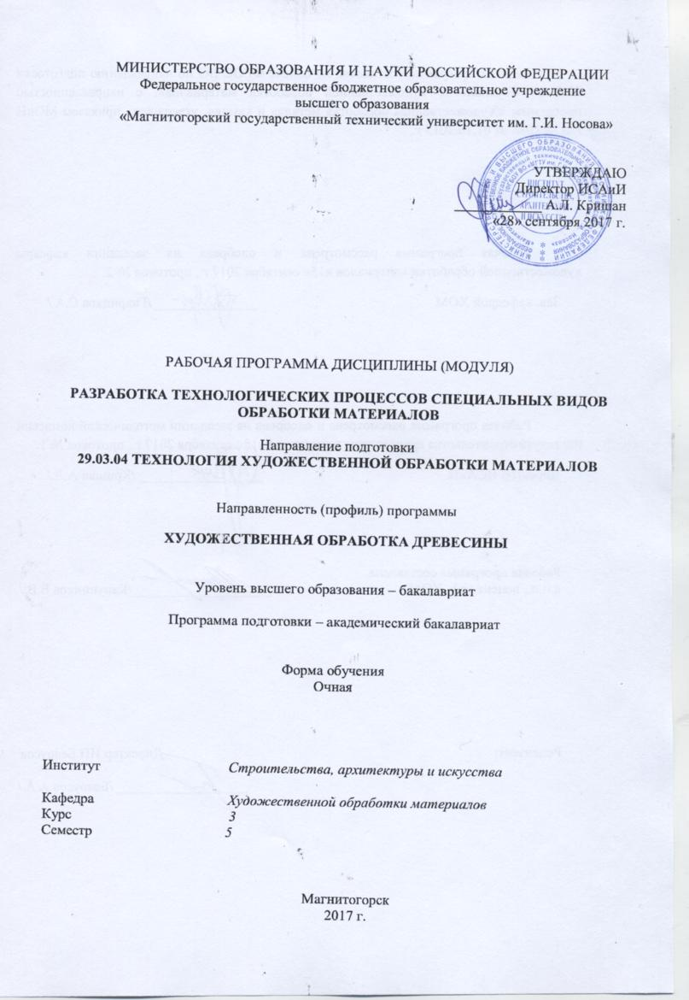 МИНИСТЕРСТВО ОБРАЗОВАНИЯ И НАУКИ РОССИЙСКОЙ ФЕДЕРАЦИИ
Федеральное государственное бюджетное образовательное учреждение
высшего образования
«Магнитогорский государственный технический университет им. Г.И. Носова»
УТВЕРЖДАЮ
Директор ИСАиИ
А.Л. Кришан
«28» сентября 2017 г.
РАБОЧАЯ ПРОГРАММА ДИСЦИПЛИНЫ (МОДУЛЯ)
РАЗРАБОТКА ТЕХНОЛОГИЧЕСКИХ ПРОЦЕССОВ СПЕЦИАЛЬНЫХ ВИДОВ
ОБРАБОТКИ МАТЕРИАЛОВ
Направление подготовки
29.03.04 ТЕХНОЛОГИЯ ХУДОЖЕСТВЕННОЙ ОБРАБОТКИ МАТЕРИАЛОВ
Направленность (профиль) программы
ХУДОЖЕСТВЕННАЯ ОБРАБОТКА ДРЕВЕСИНЫ
Уровень высшего образования – бакалавриат
Программа подготовки – академический бакалавриат
Форма обучения
Очная
Институт Строительства, архитектуры и искусства
Кафедра Художественной обработки материалов
Курс 3
Семестр 5
Магнитогорск
2017 г.